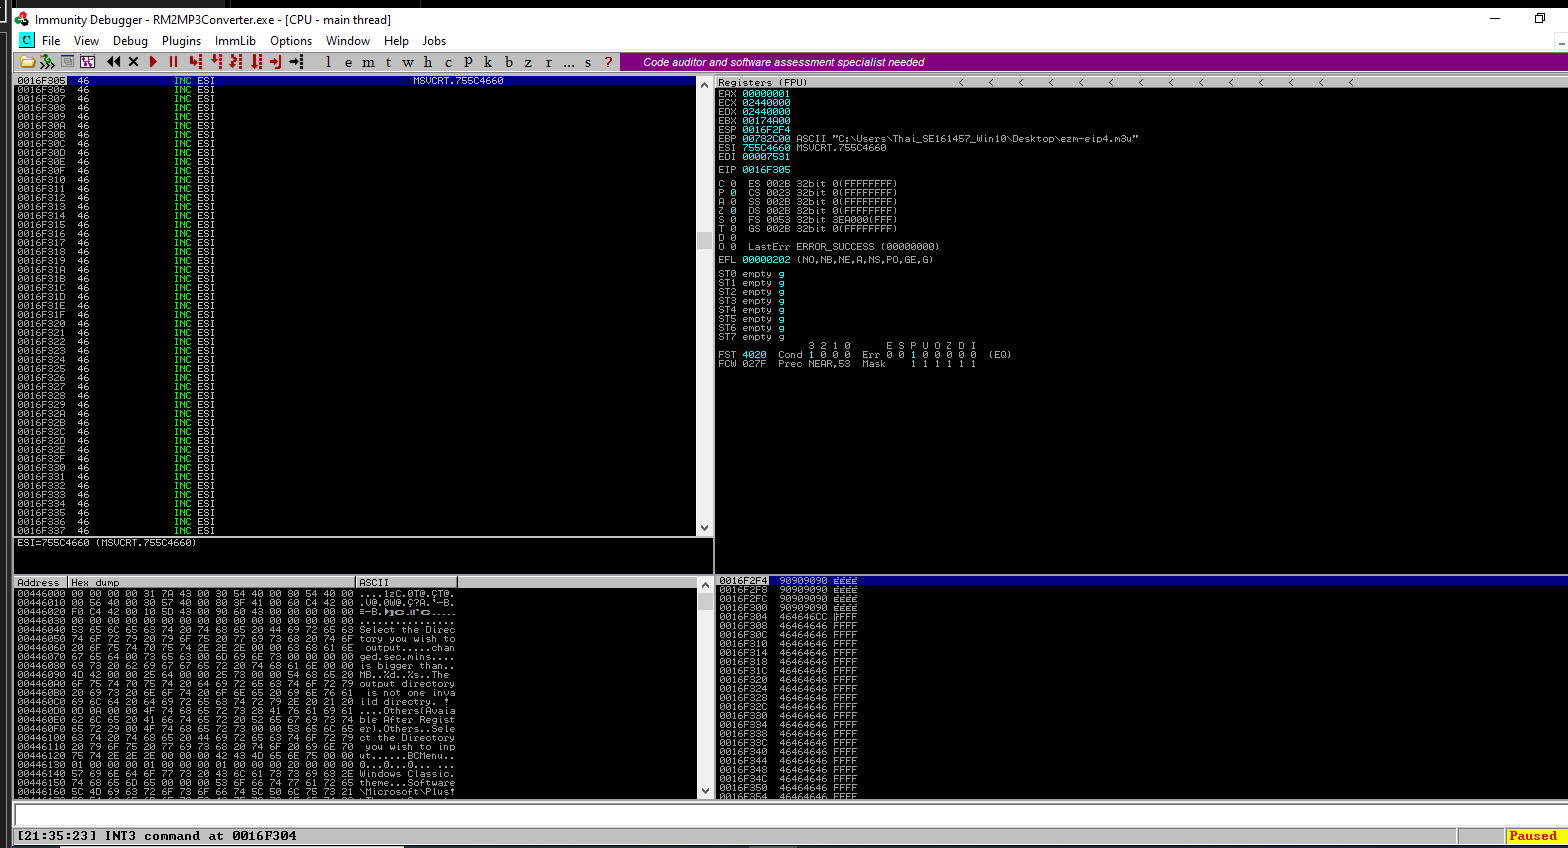 Immunity Debugger - RM2MP3Converter.exe - [CPU - main thread]
C File View Debug Plugins ImmLib Options Window Help Jobs
l e m t w h c P k b z r ... s ? Code auditor and software assessment specialist needed
0016F305 46 INC ESI MSVCRT.755C4660
0016F306 46 INC ESI
0016F307 46 INC ESI
0016F308 46 INC ESI
0016F309 46 INC ESI
0016F30A 46 INC ESI
0016F30B 46 INC ESI
0016F30C 46 INC ESI
0016F30D 46 INC ESI
0016F30E 46 INC ESI
0016F30F 46 INC ESI
0016F310 46 INC ESI
0016F311 46 INC ESI
0016F312 46 INC ESI
0016F313 46 INC ESI
0016F314 46 INC ESI
0016F315 46 INC ESI
0016F316 46 INC ESI
0016F317 46 INC ESI
0016F318 46 INC ESI
0016F319 46 INC ESI
0016F31A 46 INC ESI
0016F31B 46 INC ESI
0016F31C 46 INC ESI
0016F31D 46 INC ESI
0016F31E 46 INC ESI
0016F31F 46 INC ESI
0016F320 46 INC ESI
0016F321 46 INC ESI
0016F322 46 INC ESI
0016F323 46 INC ESI
0016F324 46 INC ESI
0016F325 46 INC ESI
0016F326 46 INC ESI
0016F327 46 INC ESI
0016F328 46 INC ESI
0016F329 46 INC ESI
0016F32A 46 INC ESI
0016F32B 46 INC ESI
0016F32C 46 INC ESI
0016F32D 46 INC ESI
0016F32E 46 INC ESI
0016F32F 46 INC ESI
0016F330 46 INC ESI
0016F331 46 INC ESI
0016F332 46 INC ESI
0016F333 46 INC ESI
0016F334 46 INC ESI
0016F335 46 INC ESI
0016F336 46 INC ESI
0016F337 46 INC ESI
ESI=755C4660 (MSVCRT.755C4660)
Registers (FPU) < < < < < < < < < < < < < <
EAX 00000001
ECX 02440000
EDX 02440000
EBX 00174A00
ESP 0016F2F4
EBP 00782C00 ASCII "C:\Users\Thai_SE161457_Win10\Desktop\ezm-eip4.m3u"
ESI 755C4660 MSVCRT.755C4660
EDI 00007531
EIP 0016F305
C 0 ES 002B 32bit 0(FFFFFFFF)
P 0 CS 0023 32bit 0(FFFFFFFF)
A 0 SS 002B 32bit 0(FFFFFFFF)
Z 0 DS 002B 32bit 0(FFFFFFFF)
S 0 FS 0053 32bit 3EA000(FFF)
T 0 GS 002B 32bit 0(FFFFFFFF)
D 0
O 0 LastErr ERROR_SUCCESS (00000000)
EFL 00000202 (NO,NB,NE,A,NS,PO,GE,G)
ST0 empty g
ST1 empty g
ST2 empty g
ST3 empty g
ST4 empty g
ST5 empty g
ST6 empty g
ST7 empty g
3 2 1 0 E S P U O Z D I
FST 4020 Cond 1 0 0 0 Err 0 0 1 0 0 0 0 0 (EQ)
FCW 027F Prec NEAR,53 Mask 1 1 1 1 1 1
Address Hex dump ASCII
00446000 00 00 00 00 31 7A 43 00 30 54 40 00 80 54 40 00 ....1zC.0T@.ÇT@.
00446010 00 56 40 00 30 57 40 00 80 3F 41 00 60 C4 42 00
00446020 F0 C4 42 00 10 5D 43 00 90 60 43 00 00 00 00 00
00446030 00 00 00 00 00 00 00 00 00 00 00 00 00 00 00 00 ................
00446040 53 65 6C 65 63 74 20 74 68 65 20 44 69 72 65 63 Select the Direc
00446050 74 6F 72 79 20 79 6F 75 20 77 69 73 68 20 74 6F tory you wish to
00446060 20 6F 75 74 70 75 74 2E 2E 2E 00 00 63 68 61 6E output.....chan
00446070 67 65 64 00 73 65 63 00 6D 69 6E 73 00 00 00 00 ged.sec.mins....
00446080 69 73 20 62 69 67 67 65 72 20 74 68 61 6E 00 00 is bigger than..
00446090 4D 42 00 00 25 64 00 00 25 73 00 00 54 68 65 20 MB..%d..%s..The
004460A0 6F 75 74 70 75 74 20 64 69 72 65 63 74 6F 72 79 output directory
004460B0 20 69 73 20 6E 6F 74 20 6F 6E 65 20 69 6E 76 61 is not one inva
004460C0 69 6C 64 20 64 69 72 65 63 74 72 79 2E 20 21 20 ild directry. !
004460D0 0D 0A 00 00 4F 74 68 65 72 73 28 41 76 61 69 61 ....Others(Avaia
004460E0 62 6C 65 20 41 66 74 65 72 20 52 65 67 69 73 74 ble After Regist
004460F0 65 72 29 00 4F 74 68 65 72 73 00 00 53 65 6C 65 er).Others..Sele
00446100 63 74 20 74 68 65 20 44 69 72 65 63 74 6F 72 79 ct the Directory
00446110 20 79 6F 75 20 77 69 73 68 20 74 6F 20 69 6E 70 you wish to inp
00446120 75 74 2E 2E 2E 00 00 00 42 43 4D 65 6E 75 00 00 ut......BCMenu..
00446130 01 00 00 00 01 00 00 00 01 00 00 00 20 00 00 00
00446140 57 69 6E 64 6F 77 73 20 43 6C 61 73 73 69 63 2E Windows Classic.
00446150 74 68 65 6D 65 00 00 00 53 6F 66 74 77 61 72 65 theme...Software
00446160 5C 4D 69 63 72 6F 73 6F 66 74 5C 50 6C 75 73 21 \Microsoft\Plus!
0016F2F4 90909090 ÉÉÉÉ
0016F2F8 90909090 ÉÉÉÉ
0016F2FC 90909090 ÉÉÉÉ
0016F300 90909090 ÉÉÉÉ
0016F304 464646CC ╠FFF
0016F308 46464646 FFFF
0016F30C 46464646 FFFF
0016F310 46464646 FFFF
0016F314 46464646 FFFF
0016F318 46464646 FFFF
0016F31C 46464646 FFFF
0016F320 46464646 FFFF
0016F324 46464646 FFFF
0016F328 46464646 FFFF
0016F32C 46464646 FFFF
0016F330 46464646 FFFF
0016F334 46464646 FFFF
0016F338 46464646 FFFF
0016F33C 46464646 FFFF
0016F340 46464646 FFFF
0016F344 46464646 FFFF
0016F348 46464646 FFFF
0016F34C 46464646 FFFF
0016F350 46464646 FFFF
0016F354 46464646 FFFF
[21:35:23] INT3 command at 0016F304
Paused